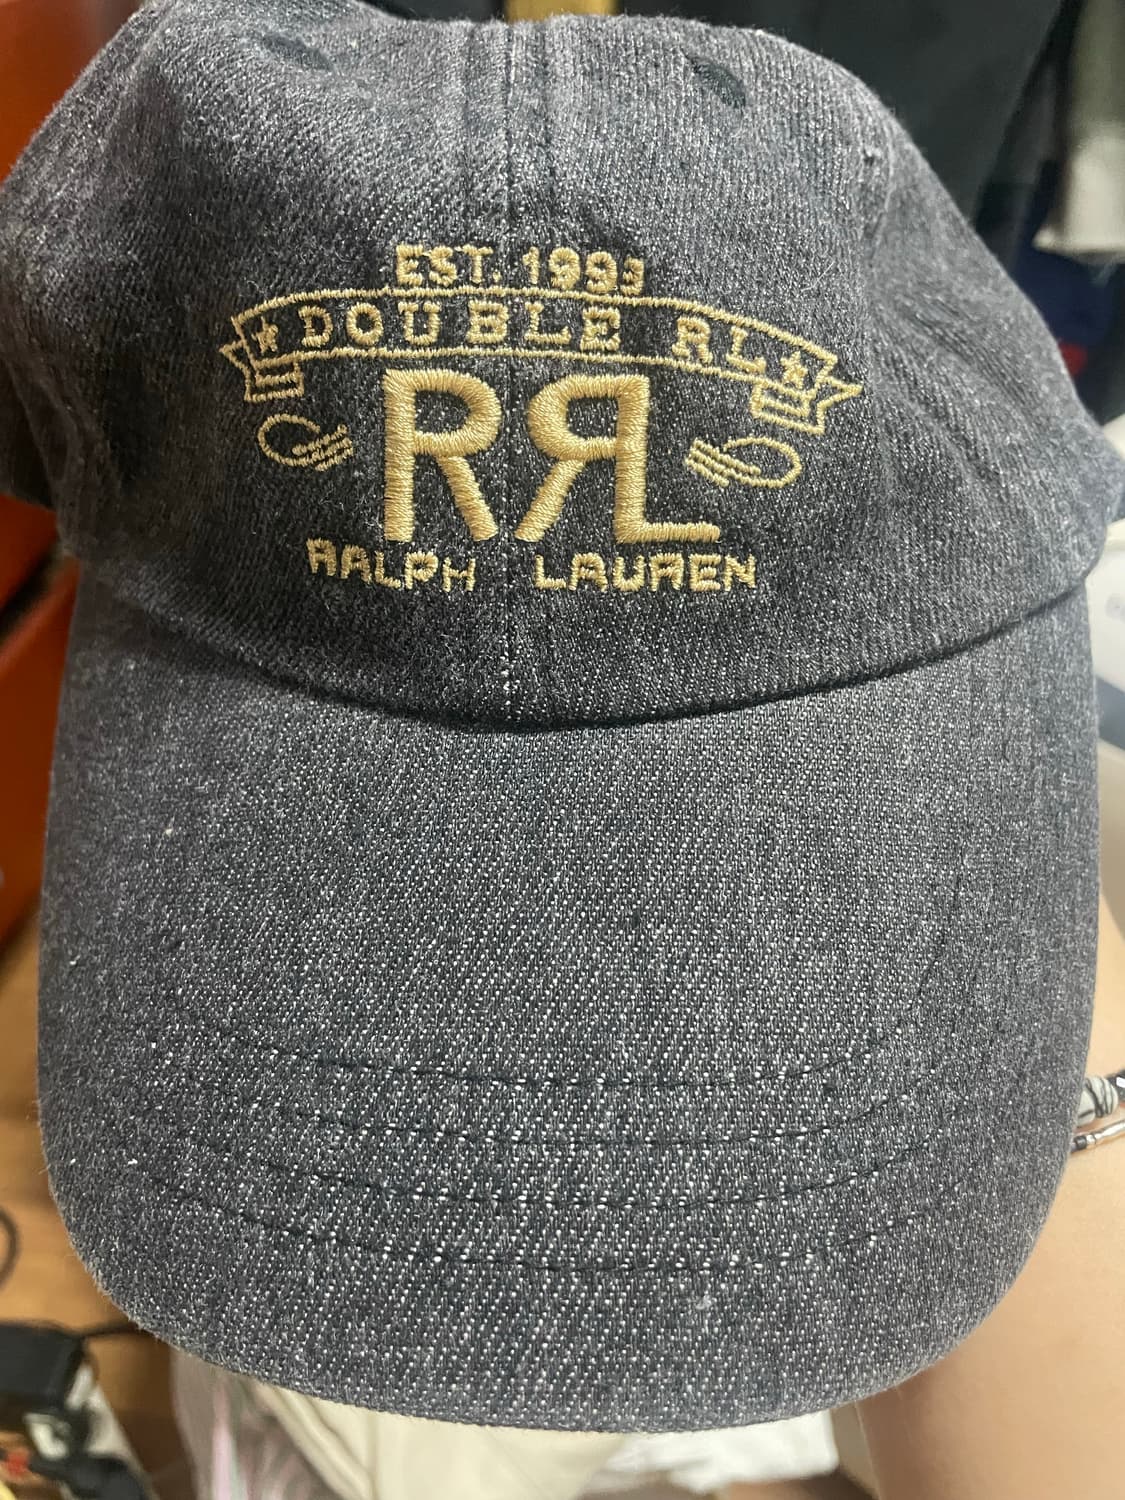 EST. 1993
DOUBLE RL
RRL
RALPH LAUREN